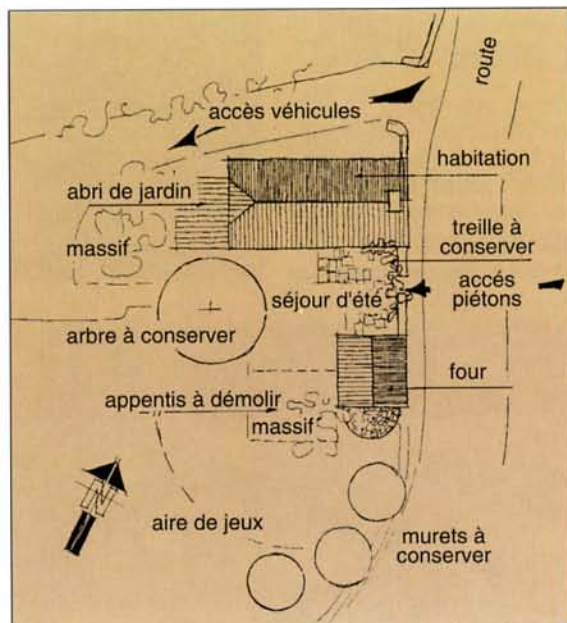 route
accès véhicules
habitation
abri de jardin
treille à
conserver
massif
accés
piétons
séjour d'été
arbre à conserver
four
appentis à démolir
massif
N
aire de jeux
murets à
conserver